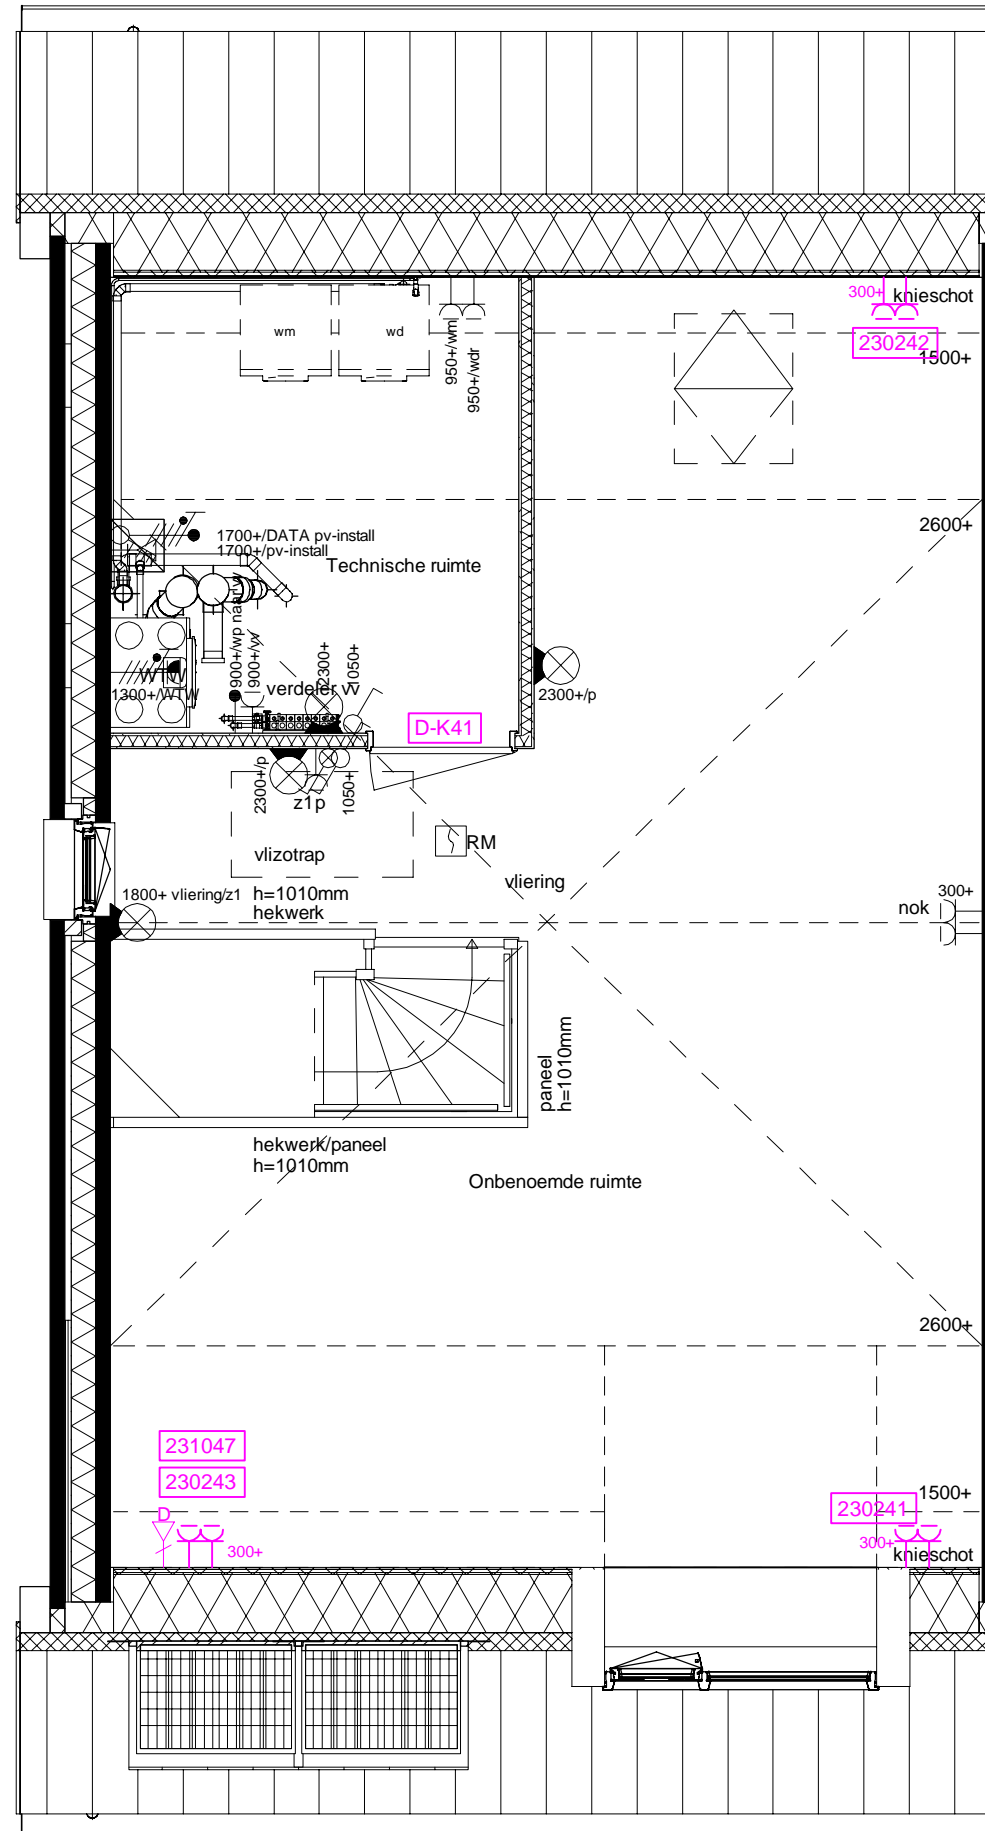 300+
knieschot
230242
1500+
wm
wd
950+/wm
950+/wdr
2600+
1700+/DATA pv-install
1700+/pv-install
Technische ruimte
WTW
1300+/WTW
900+/wp naar
900+/vv
verdeler vv
2300+
1050+
2300+/p
D-K41
2300+/p
z1p
1050+
RM
vlizotrap
vliering
1800+ vliering/z1
h=1010mm
hekwerk
300+
nok
paneel
h=1010mm
hekwerk/paneel
h=1010mm
Onbenoemde ruimte
2600+
231047
230243
D
300+
1500+
230241
300+
knieschot